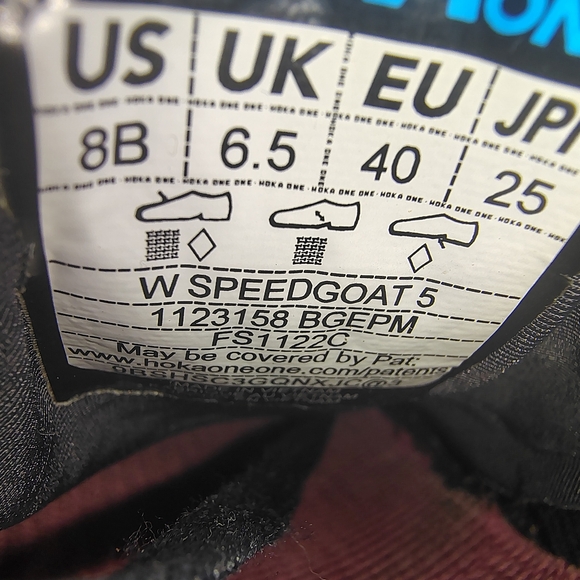 US UK EU JPN
8B 6.5 40 25
W SPEEDGOAT 5
1123158 BGEPM
FS1122C
May be covered by Pat:
www.hokaoneone.com/patents